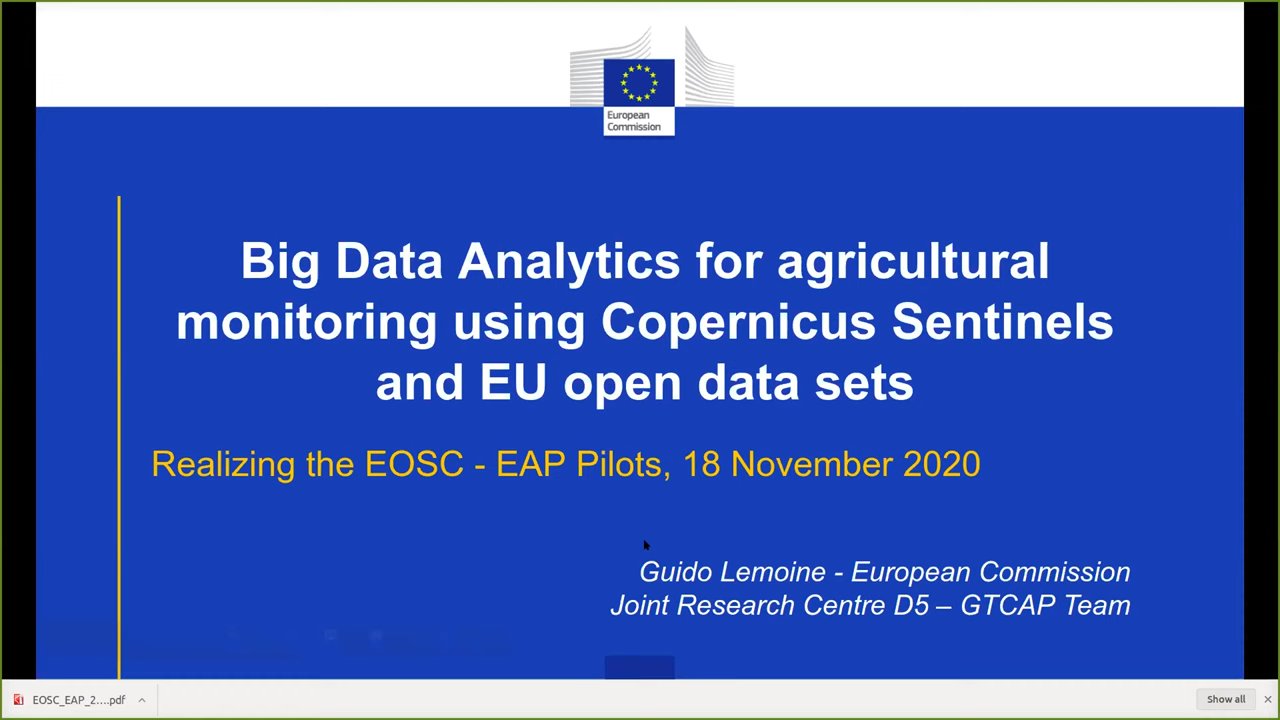 European
Commission
Big Data Analytics for agricultural
monitoring using Copernicus Sentinels
and EU open data sets
Realizing the EOSC - EAP Pilots, 18 November 2020
Guido Lemoine - European Commission
Joint Research Centre D5 – GTCAP Team
EOSC_EAP_2....pdf
Show all